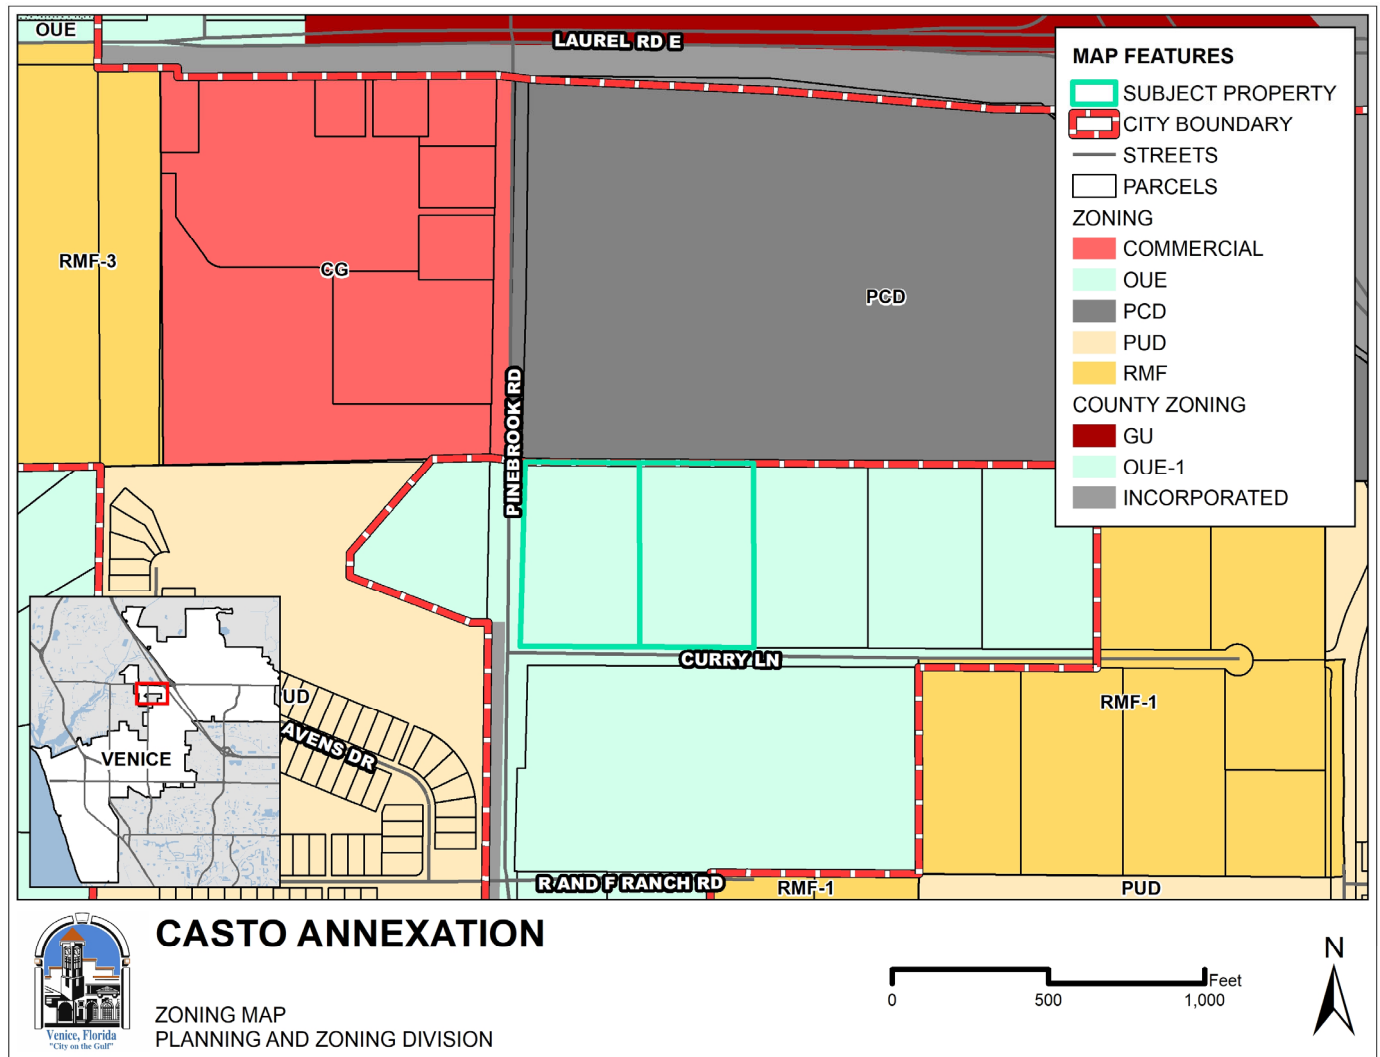 OUE
LAUREL RD E
RMF-3
CG
PCD
PINEBROOK RD
CURRY LN
RMF-1
UD
AVENS DR
R AND F RANCH RD
RMF-1
PUD
VENICE
MAP FEATURES
SUBJECT PROPERTY
CITY BOUNDARY
STREETS
PARCELS
ZONING
COMMERCIAL
OUE
PCD
PUD
RMF
COUNTY ZONING
GU
OUE-1
INCORPORATED
CASTO ANNEXATION
ZONING MAP
PLANNING AND ZONING DIVISION
Venice, Florida
"City on the Gulf"
0 500 1,000
Feet
N